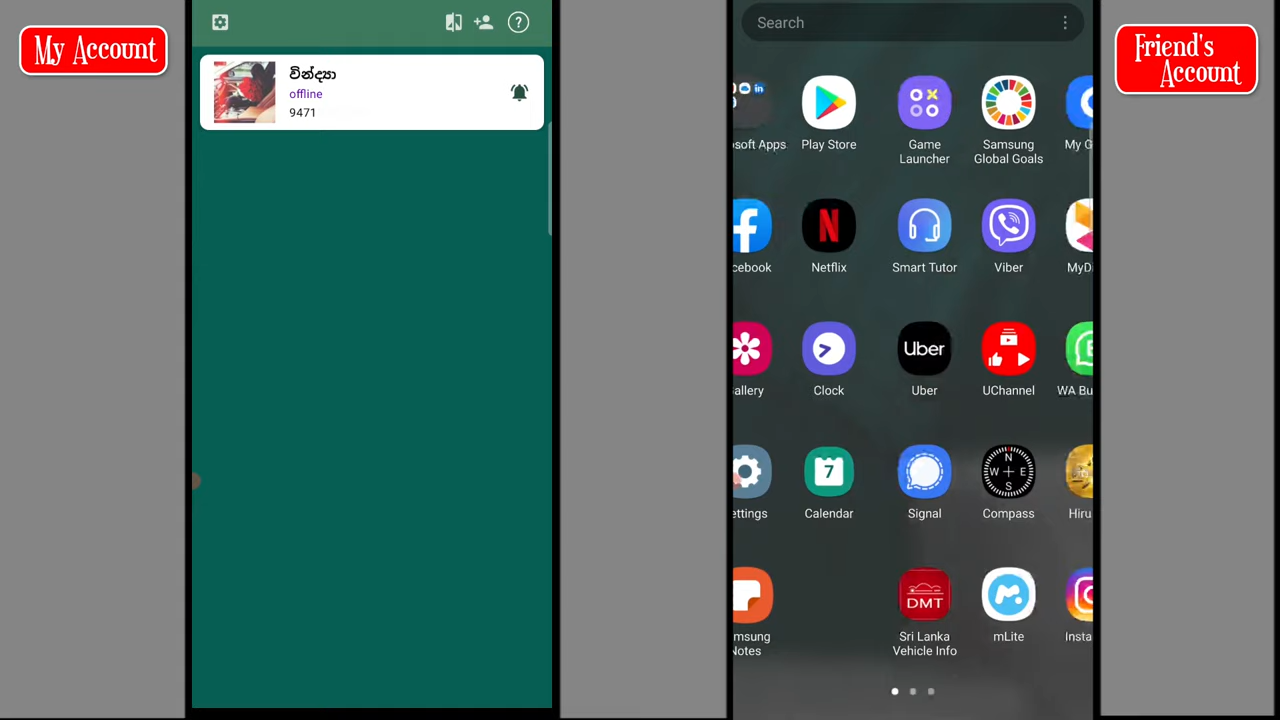 My Account
වින්ද්‍යා
offline
9471
Search
Friend's
Account
soft Apps
Play Store
Game
Launcher
Samsung
Global Goals
My G
cebook
Netflix
Smart Tutor
Viber
MyDi
allery
Clock
Uber
Uber
UChannel
WA Bu
ettings
7
Calendar
Signal
N
W
E
S
Compass
Hiru
msung
Notes
DMT
Sri Lanka
Vehicle Info
mLite
Insta